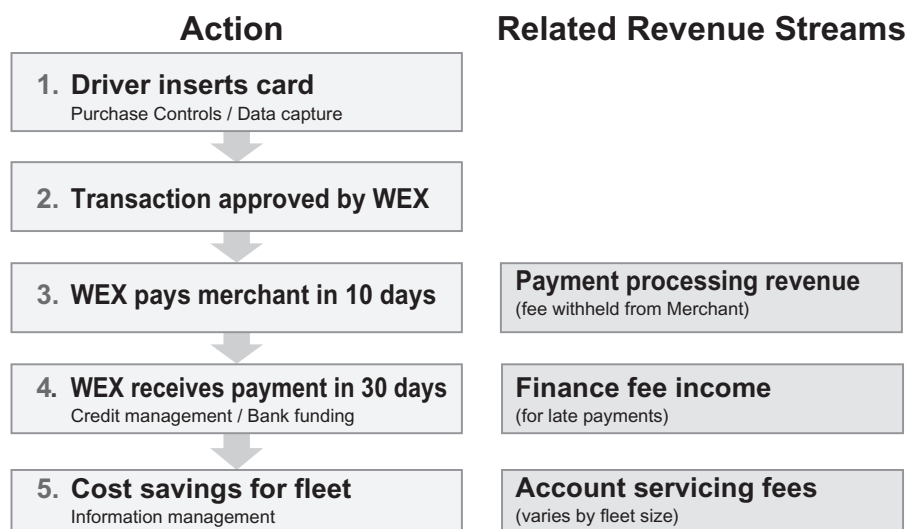 Action
Related Revenue Streams
1. Driver inserts card
Purchase Controls / Data capture
2. Transaction approved by WEX
3. WEX pays merchant in 10 days
Payment processing revenue
(fee withheld from Merchant)
4. WEX receives payment in 30 days
Credit management / Bank funding
Finance fee income
(for late payments)
5. Cost savings for fleet
Information management
Account servicing fees
(varies by fleet size)